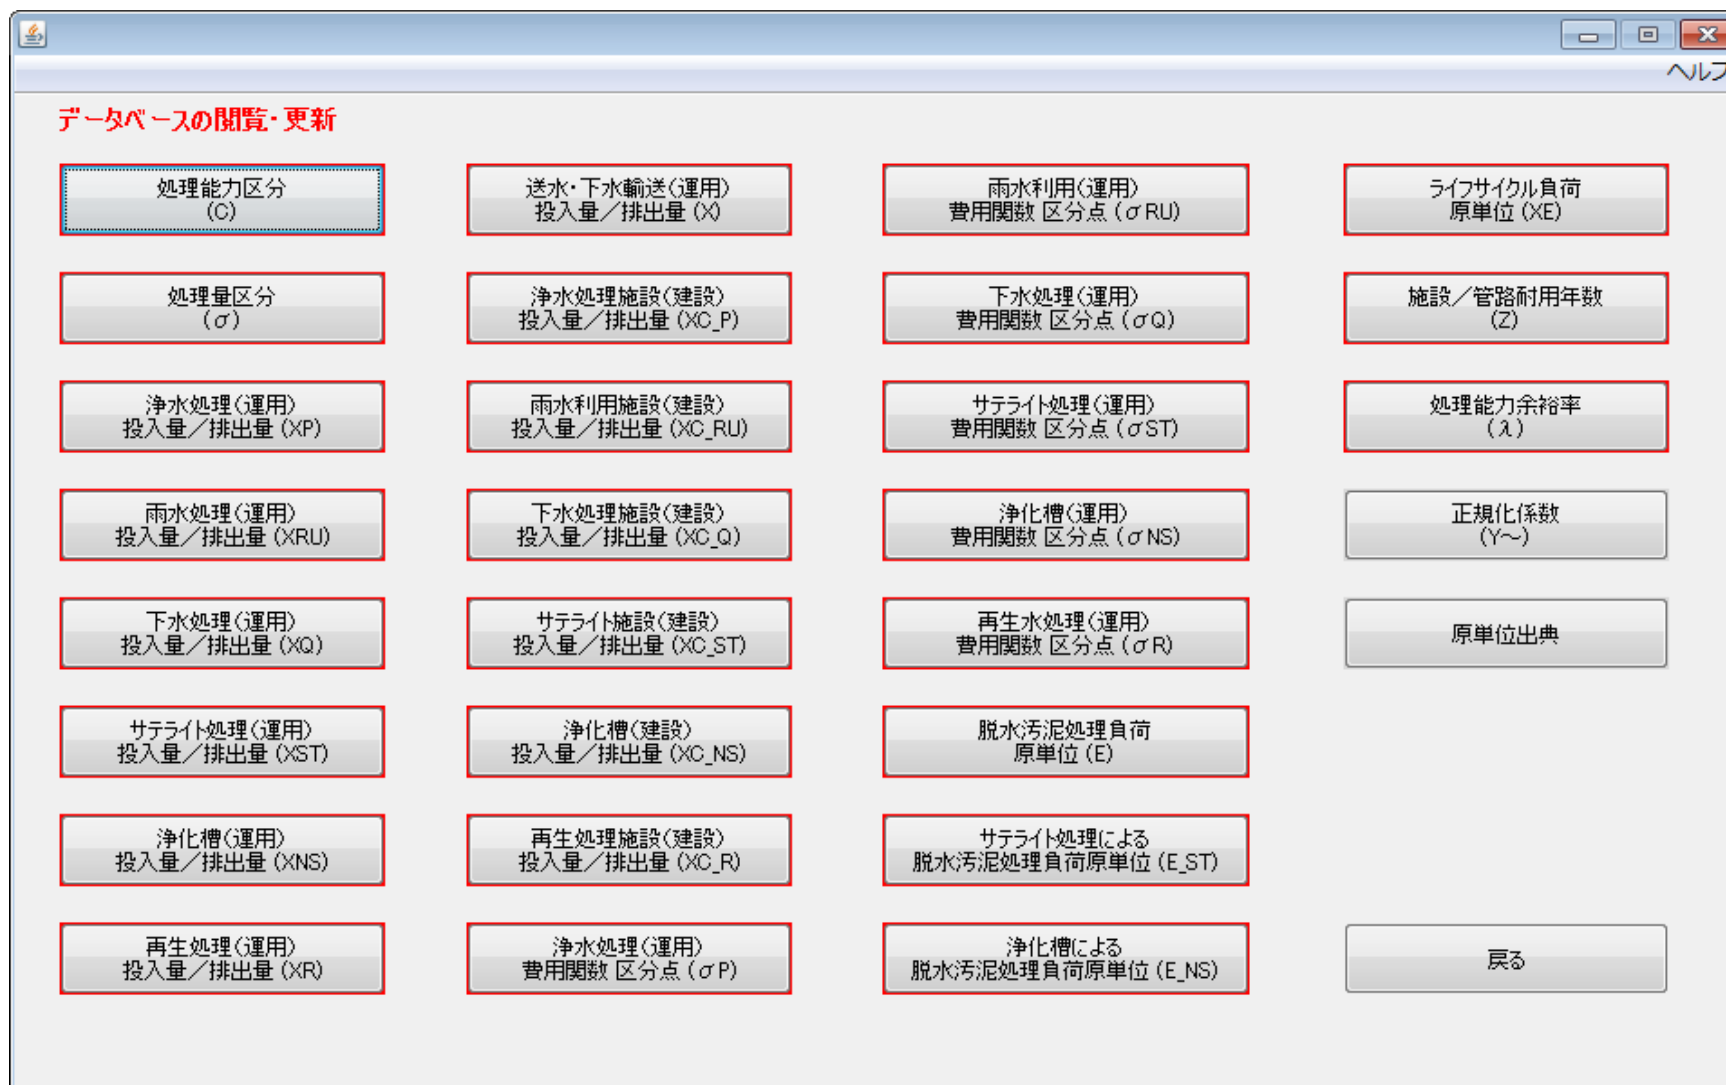 ヘルプ
データベースの閲覧・更新
処理能力区分
(C)
処理量区分
(σ)
浄水処理(運用)
投入量／排出量 (XP)
雨水処理(運用)
投入量／排出量 (XRU)
下水処理(運用)
投入量／排出量 (XQ)
サテライト処理(運用)
投入量／排出量 (XST)
浄化槽(運用)
投入量／排出量 (XNS)
再生処理(運用)
投入量／排出量 (XR)
送水・下水輸送(運用)
投入量／排出量 (X)
浄水処理施設(建設)
投入量／排出量 (XC_P)
雨水利用施設(建設)
投入量／排出量 (XC_RU)
下水処理施設(建設)
投入量／排出量 (XC_Q)
サテライト施設(建設)
投入量／排出量 (XC_ST)
浄化槽(建設)
投入量／排出量 (XC_NS)
再生処理施設(建設)
投入量／排出量 (XC_R)
浄水処理(運用)
費用関数 区分点 (σP)
雨水利用(運用)
費用関数 区分点 (σRU)
下水処理(運用)
費用関数 区分点 (σQ)
サテライト処理(運用)
費用関数 区分点 (σST)
浄化槽(運用)
費用関数 区分点 (σNS)
再生水処理(運用)
費用関数 区分点 (σR)
脱水汚泥処理負荷
原単位 (E)
サテライト処理による
脱水汚泥処理負荷原単位 (E_ST)
浄化槽による
脱水汚泥処理負荷原単位 (E_NS)
ライフサイクル負荷
原単位 (XE)
施設／管路耐用年数
(Z)
処理能力余裕率
(λ)
正規化係数
(Y～)
原単位出典
戻る